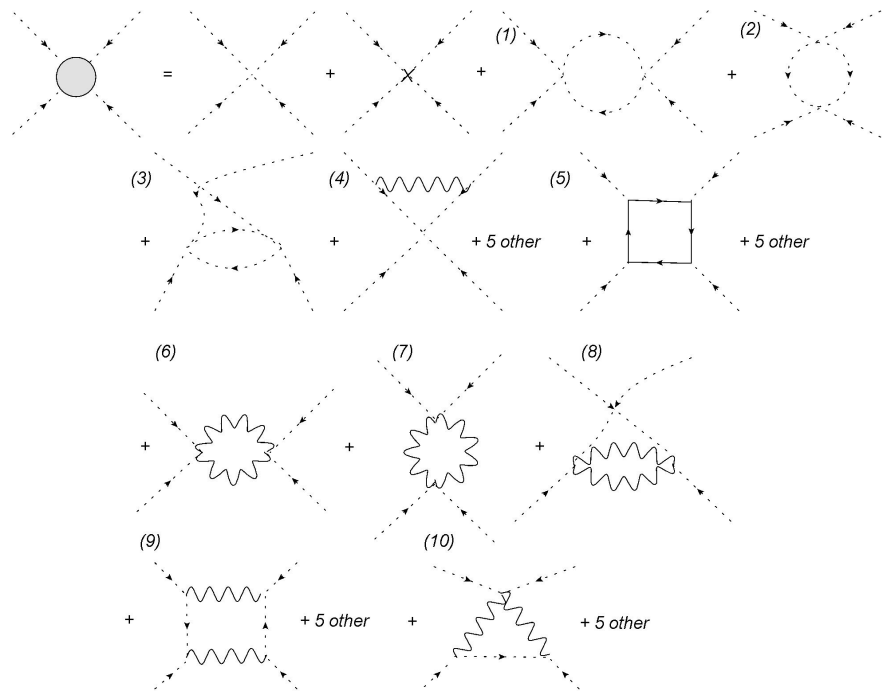 = + + (1) + (2)
+ (3) + (4) + 5 other + (5) + 5 other
(6) (7) (8)
+ + +
(9) (10)
+ + 5 other + + 5 other